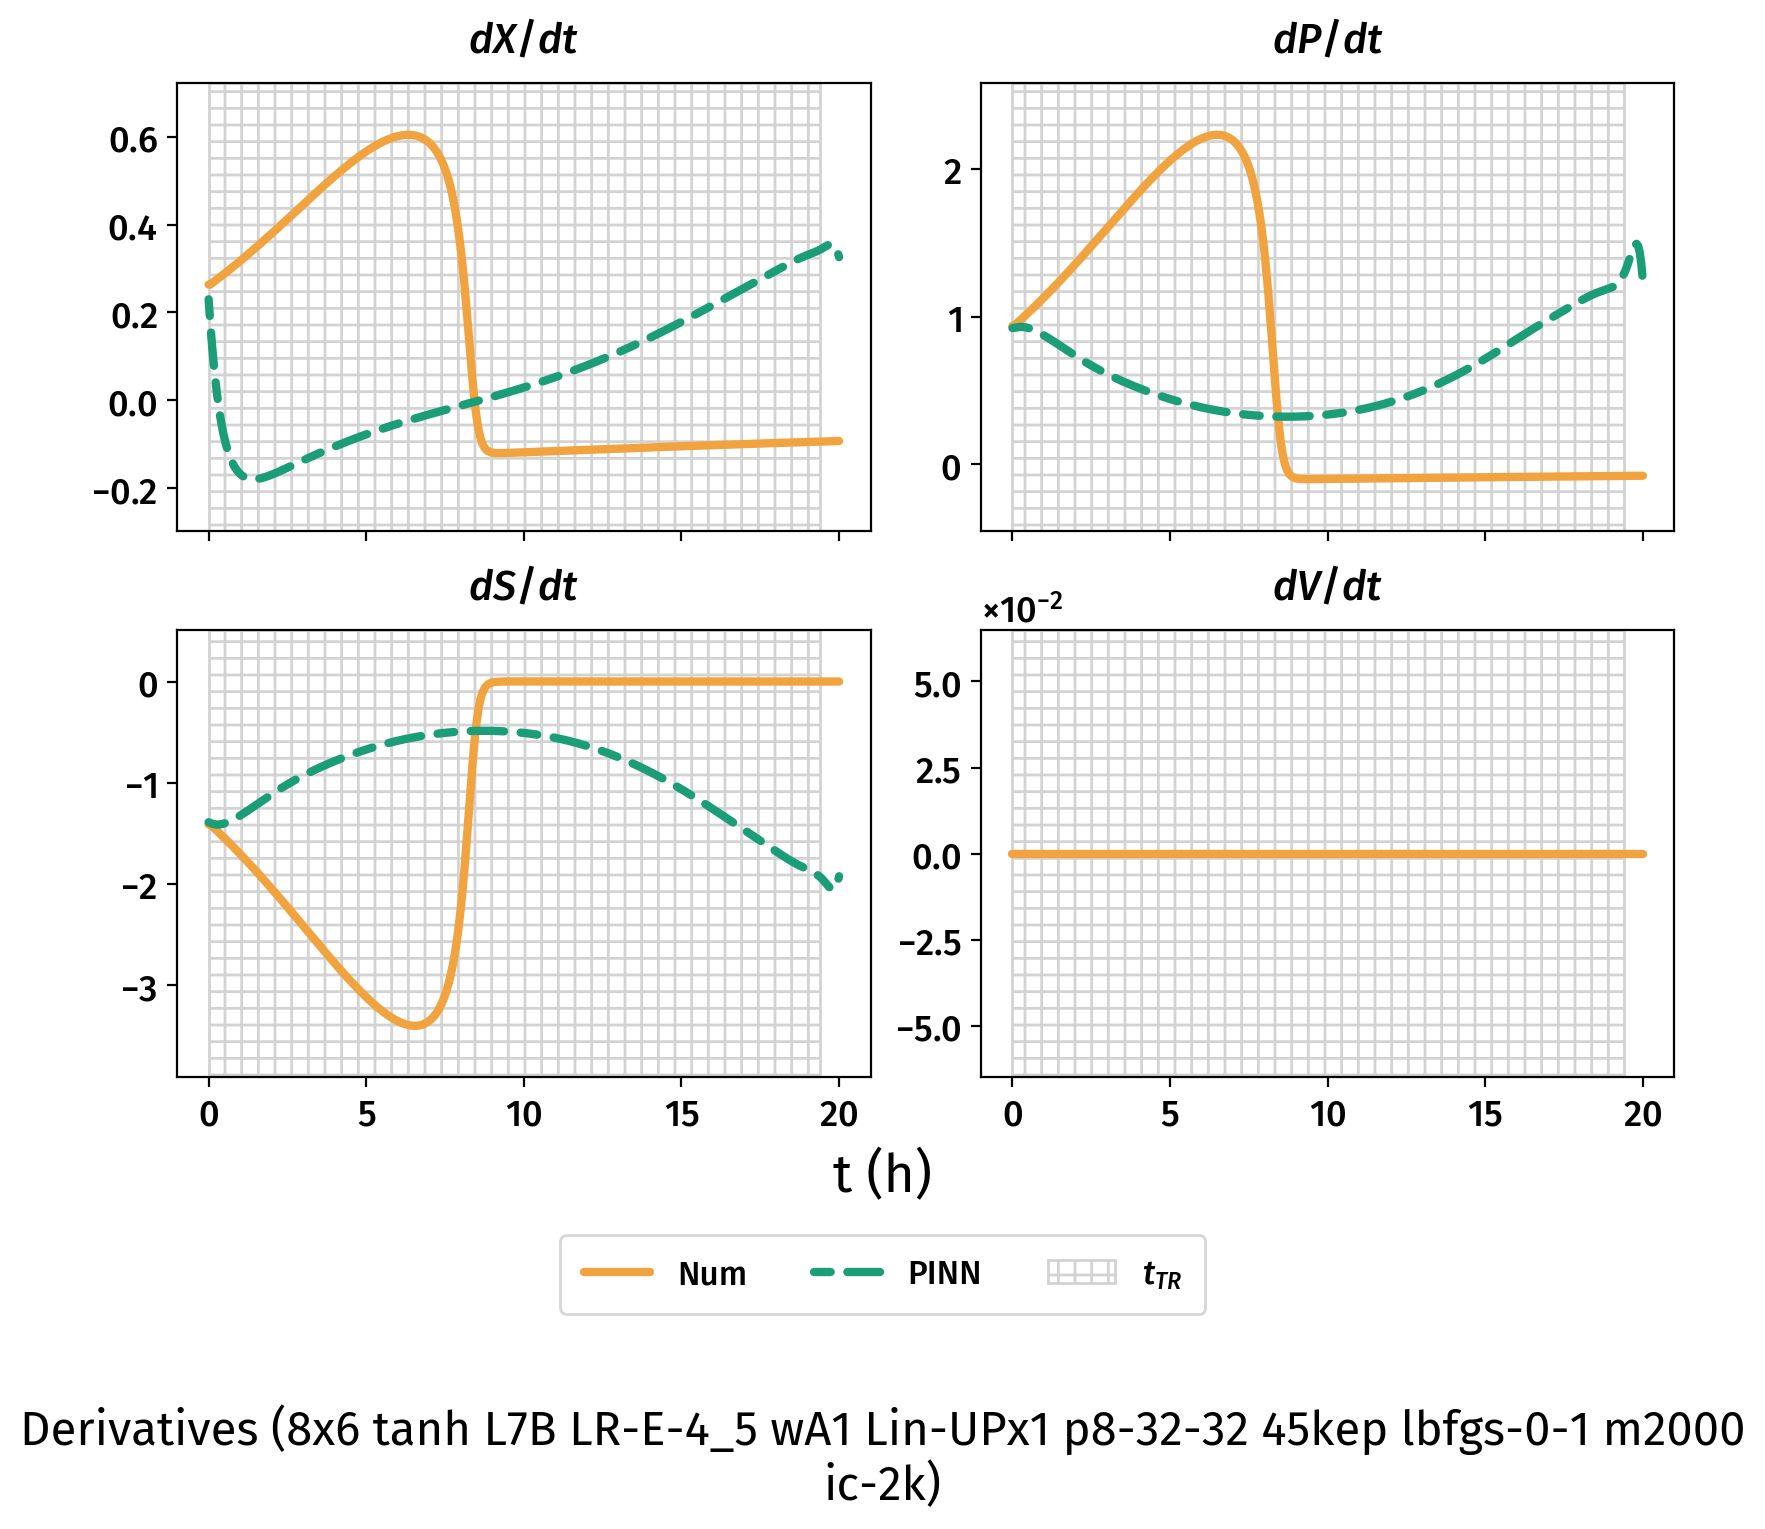 dX/dt
dP/dt
0.6
0.4
0.2
0.0
−0.2
2
1
0
dS/dt
dV/dt
×10⁻²
0
−1
−2
−3
5.0
2.5
0.0
−2.5
−5.0
0 5 10 15 20
0 5 10 15 20
t (h)
Num PINN t_TR
Derivatives (8x6 tanh L7B LR-E-4_5 wA1 Lin-UPx1 p8-32-32 45kep lbfgs-0-1 m2000
ic-2k)